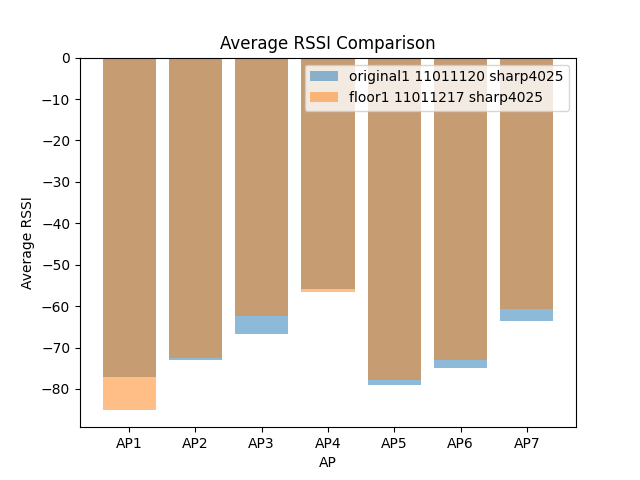 Average RSSI Comparison
original1 11011120 sharp4025
floor1 11011217 sharp4025
0
−10
−20
−30
−40
−50
−60
−70
−80
Average RSSI
AP1 AP2 AP3 AP4 AP5 AP6 AP7
AP